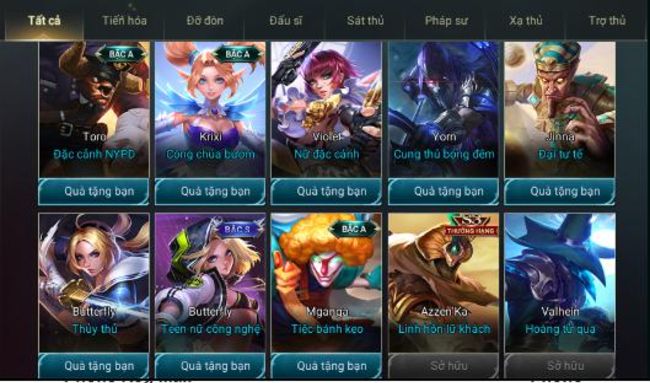 Tất cả
Tiến hóa
Đỡ đòn
Đấu sĩ
Sát thủ
Pháp sư
Xạ thủ
Trợ thủ
BẬC A
BẬC A
Toro
Krixi
Violet
Yorn
Jinna
Đặc cảnh NYPD
Công chúa bướm
Nữ đặc cảnh
Cung thủ bóng đêm
Đại tư tế
Quà tặng bạn
Quà tặng bạn
Quà tặng bạn
Quà tặng bạn
Quà tặng bạn
BẬC S
BẬC A
S3
THƯỞNG HẠNG
Butterfly
Butterfly
Mganga
Azzen'Ka
Valhein
Thủy thủ
Teen nữ công nghệ
Tiệc bánh kẹo
Linh hồn lữ khách
Hoàng tử quạ
Quà tặng bạn
Quà tặng bạn
Quà tặng bạn
Sở hữu
Sở hữu